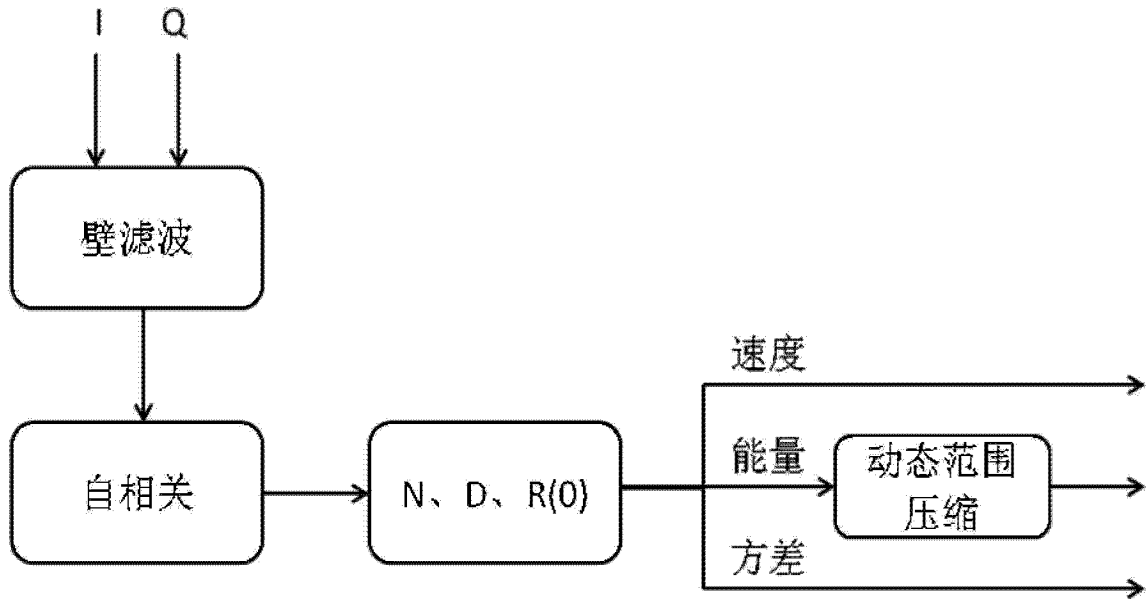 I Q
壁滤波
速度
自相关
N、D、R(0)
能量
动态范围
压缩
方差